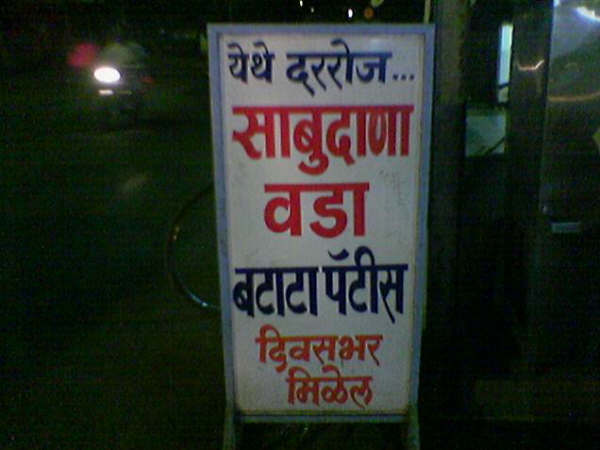 येथे दररोज...
साबुदाणा
वडा
बटाटा पॅटीस
दिवसभर
मिळेल